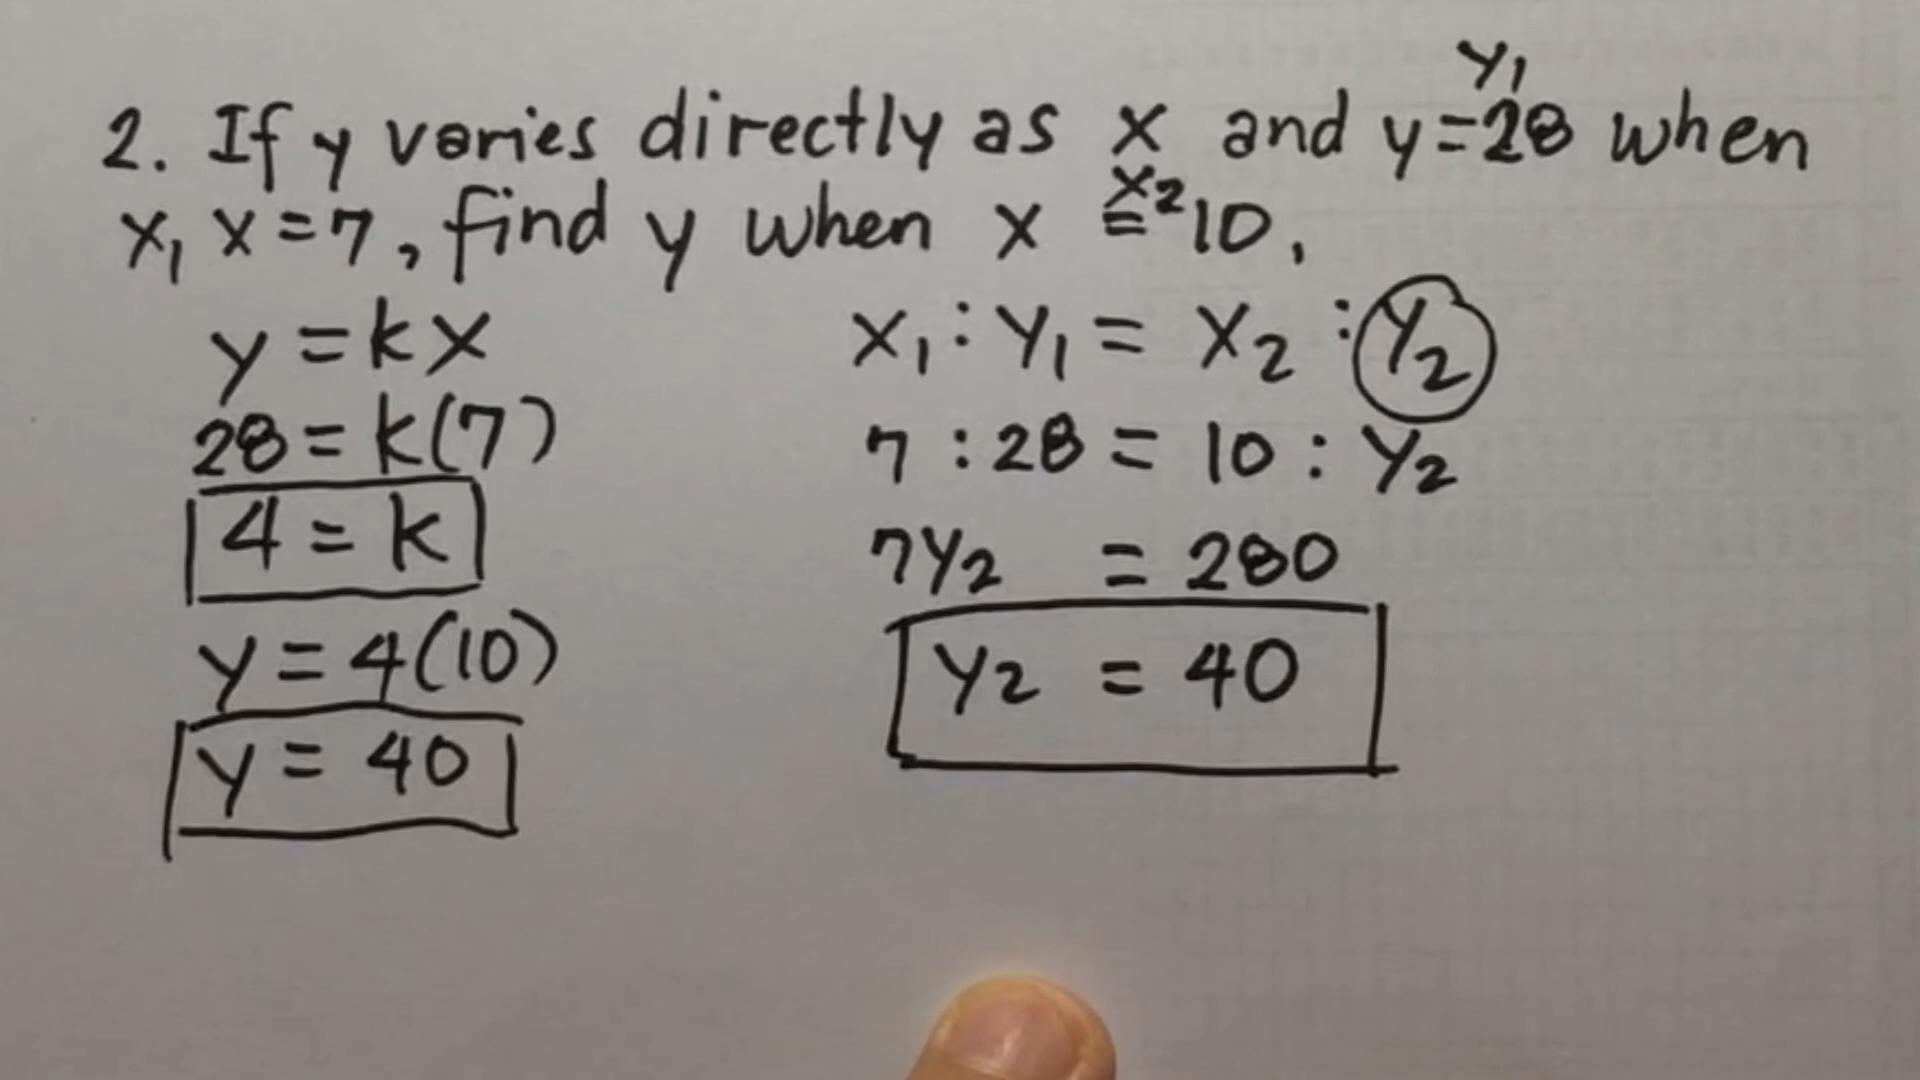 y₁
2. If y varies directly as x and y=28 when
x₁ x=7, find y when x = x₂ 10.
y = kx
28 = k(7)
4 = k
y = 4(10)
y = 40
x₁ : y₁ = x₂ : y₂
7 : 28 = 10 : y₂
7y₂ = 280
y₂ = 40